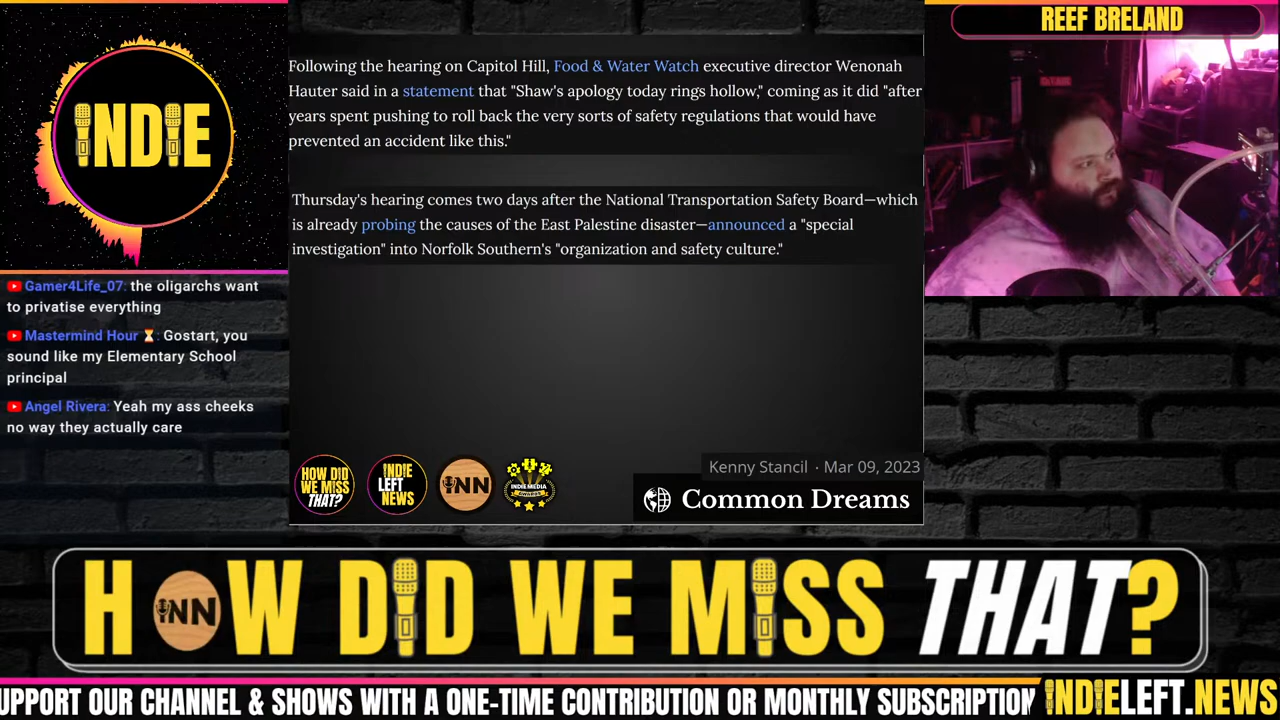 REEF BRELAND
INDIE
Following the hearing on Capitol Hill, Food & Water Watch executive director Wenonah
Hauter said in a statement that "Shaw's apology today rings hollow," coming as it did "after
years spent pushing to roll back the very sorts of safety regulations that would have
prevented an accident like this."
Thursday's hearing comes two days after the National Transportation Safety Board—which
is already probing the causes of the East Palestine disaster—announced a "special
investigation" into Norfolk Southern's "organization and safety culture."
Gamer4Life_07: the oligarchs want
to privatise everything
Mastermind Hour ⌛: Gostart, you
sound like my Elementary School
principal
Angel Rivera: Yeah my ass cheeks
no way they actually care
HOW DID
WE MISS
THAT?
INDIE
LEFT
NEWS
INN
INDIE MEDIA
AWARDS
Kenny Stancil · Mar 09, 2023
Common Dreams
HOW DID WE MISS THAT?
INN
UPPORT OUR CHANNEL & SHOWS WITH A ONE-TIME CONTRIBUTION OR MONTHLY SUBSCRIPTION
INDIELEFT.NEWS